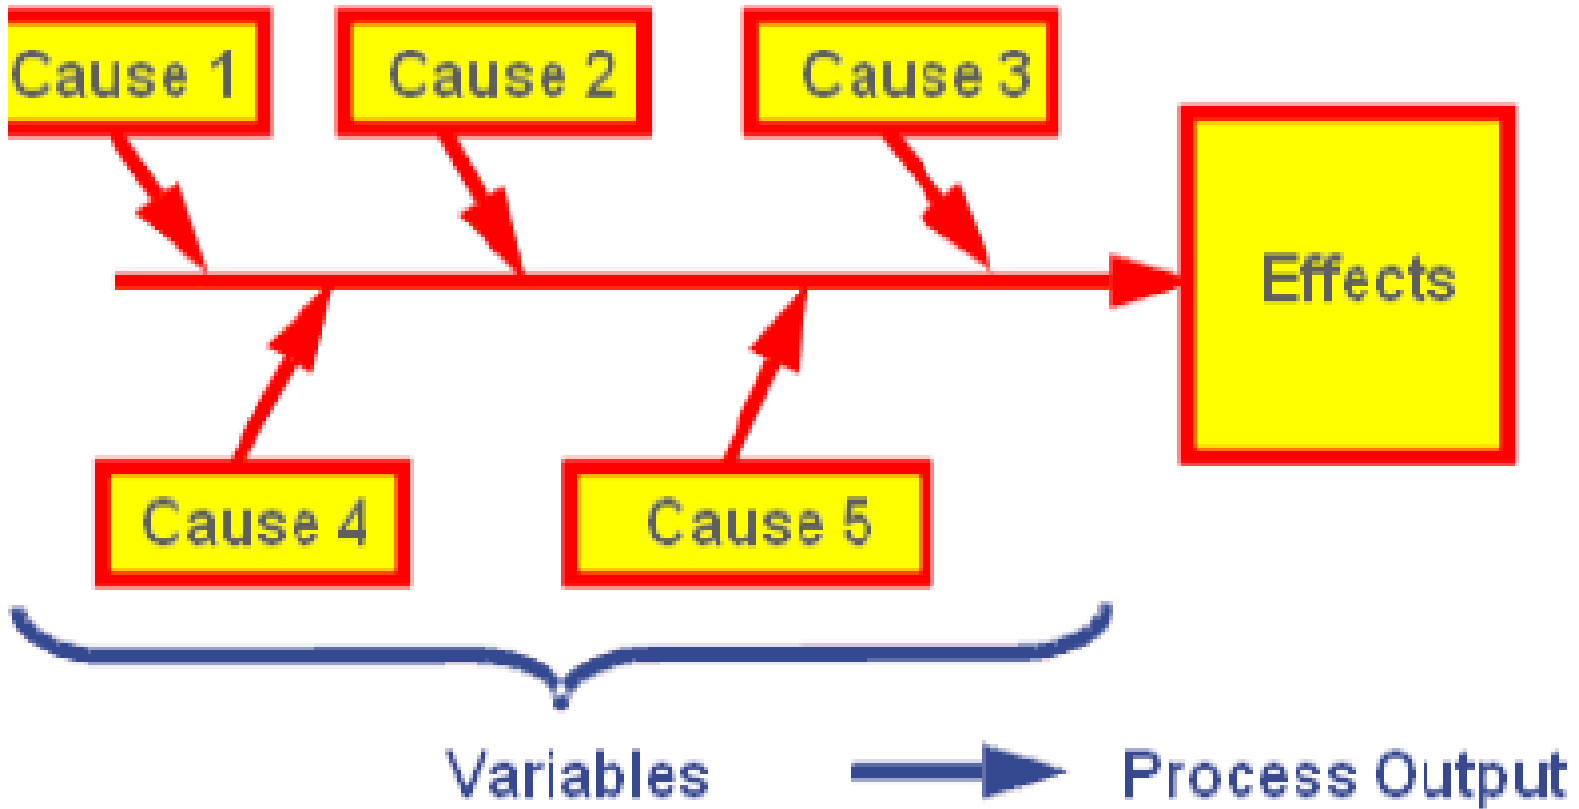 Cause 1
Cause 2
Cause 3
Effects
Cause 4
Cause 5
Variables
Process Output